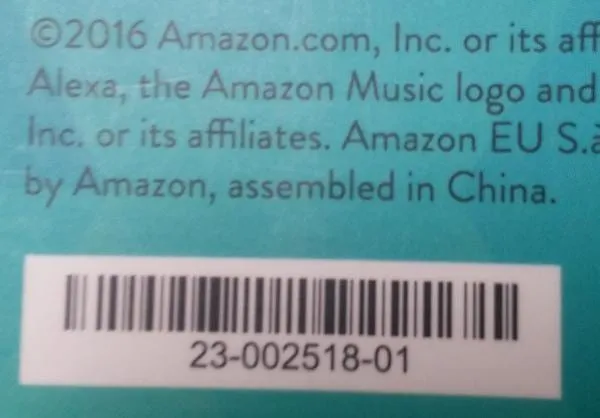 ©2016 Amazon.com, Inc. or its aff
Alexa, the Amazon Music logo and
Inc. or its affiliates. Amazon EU S.à
by Amazon, assembled in China.
23-002518-01